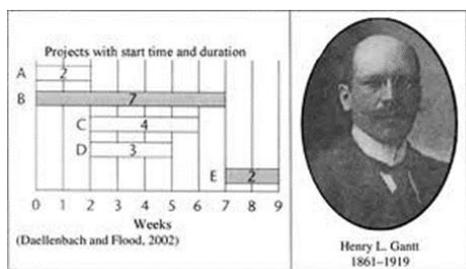 Projects with start time and duration
A 2
B 7
C 4
D 3
E 2
0 1 2 3 4 5 6 7 8 9
Weeks
(Daellenbach and Flood, 2002)
Henry L. Gantt
1861–1919